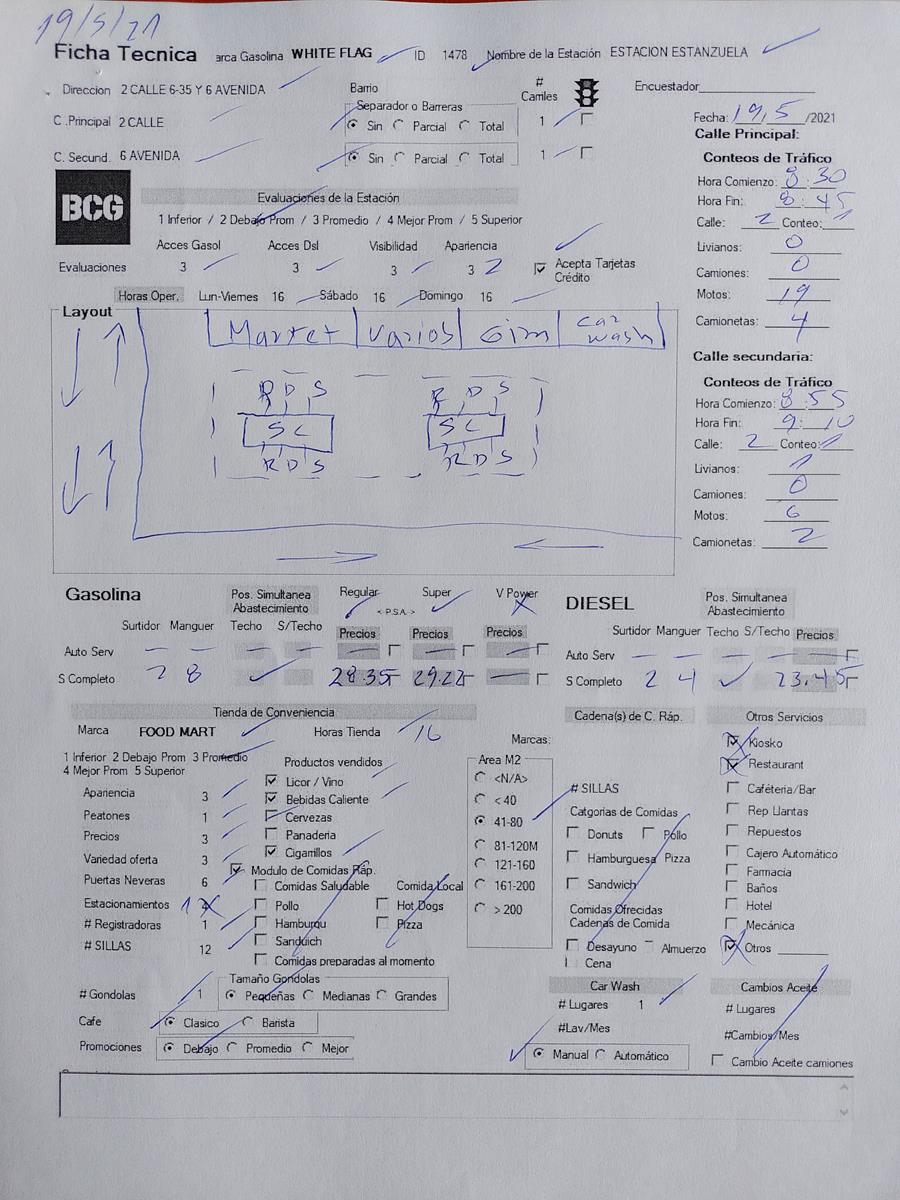 19/5/21
Ficha Tecnica arca Gasolina WHITE FLAG ID 1478 Nombre de la Estación ESTACION ESTANZUELA
Direccion 2 CALLE 6-35 Y 6 AVENIDA Barrio # Carriles Encuestador
Separador o Barreras
C .Principal 2 CALLE Sin Parcial Total 1
C. Secund. 6 AVENIDA Sin Parcial Total 1
Fecha: 19/5/2021
Calle Principal:
Conteos de Tráfico
Hora Comienzo: 8:30
Hora Fin: 8:45
Calle: 2 Conteo: 1
Livianos: 0
Camiones: 0
Motos: 19
Camionetas: 4
Calle secundaria:
Conteos de Tráfico
Hora Comienzo: 8:55
Hora Fin: 9:10
Calle: 2 Conteo: 1
Livianos: 1
Camiones: 0
Motos: 6
Camionetas: 2
BCG
Evaluaciones de la Estación
1 Inferior / 2 Debajo Prom / 3 Promedio / 4 Mejor Prom / 5 Superior
Acces Gasol Acces Dsl Visibilidad Apariencia
Evaluaciones 3 3 3 3 2 Acepta Tarjetas Crédito
Horas Oper. Lun-Viernes 16 Sábado 16 Domingo 16
Layout
Market Varios Gim car wash
R D S R D S
S C S C
R D S R D S
Gasolina Pos. Simultanea Abastecimiento Regular Super V Power
< P.S.A. >
Surtidor Manguer Techo S/Techo Precios Precios Precios
Auto Serv
S Completo 2 8 28.35 29.25
DIESEL Pos. Simultanea Abastecimiento
Surtidor Manguer Techo S/Techo Precios
Auto Serv
S Completo 2 4 23.45
Tienda de Conveniencia
Marca FOOD MART Horas Tienda 16
1 Inferior 2 Debajo Prom 3 Promedio
4 Mejor Prom 5 Superior
Apariencia 3
Peatones 1
Precios 3
Variedad oferta 3
Puertas Neveras 6
Estacionamientos 1
# Registradoras 1
# SILLAS 12
Productos vendidos
Licor / Vino
Bebidas Caliente
Cervezas
Panaderia
Cigarrillos
Modulo de Comidas Ráp.
Comidas Saludable Comida Local
Pollo Hot Dogs
Hamburgu Pizza
Sandüich
Comidas preparadas al momento
Marcas:
Area M2
<N/A>
< 40
41-80
81-120M
121-160
161-200
> 200
# Gondolas 1 Tamaño Gondolas
Pequeñas Medianas Grandes
Cafe Clasico Barista
Promociones Debajo Promedio Mejor
Cadena(s) de C. Ráp.
# SILLAS
Catgorias de Comidas
Donuts Pollo
Hamburguesa Pizza
Sandwich
Comidas Ofrecidas
Cadenas de Comida
Desayuno Almuerzo
Cena
Car Wash
# Lugares 1
#Lav/Mes
Manual Automático
Otros Servicios
Kiosko
Restaurant
Caféteria/Bar
Rep Llantas
Repuestos
Cajero Automático
Farmacia
Baños
Hotel
Mecánica
Otros
Cambios Aceite
# Lugares
#Cambios/Mes
Cambio Aceite camiones